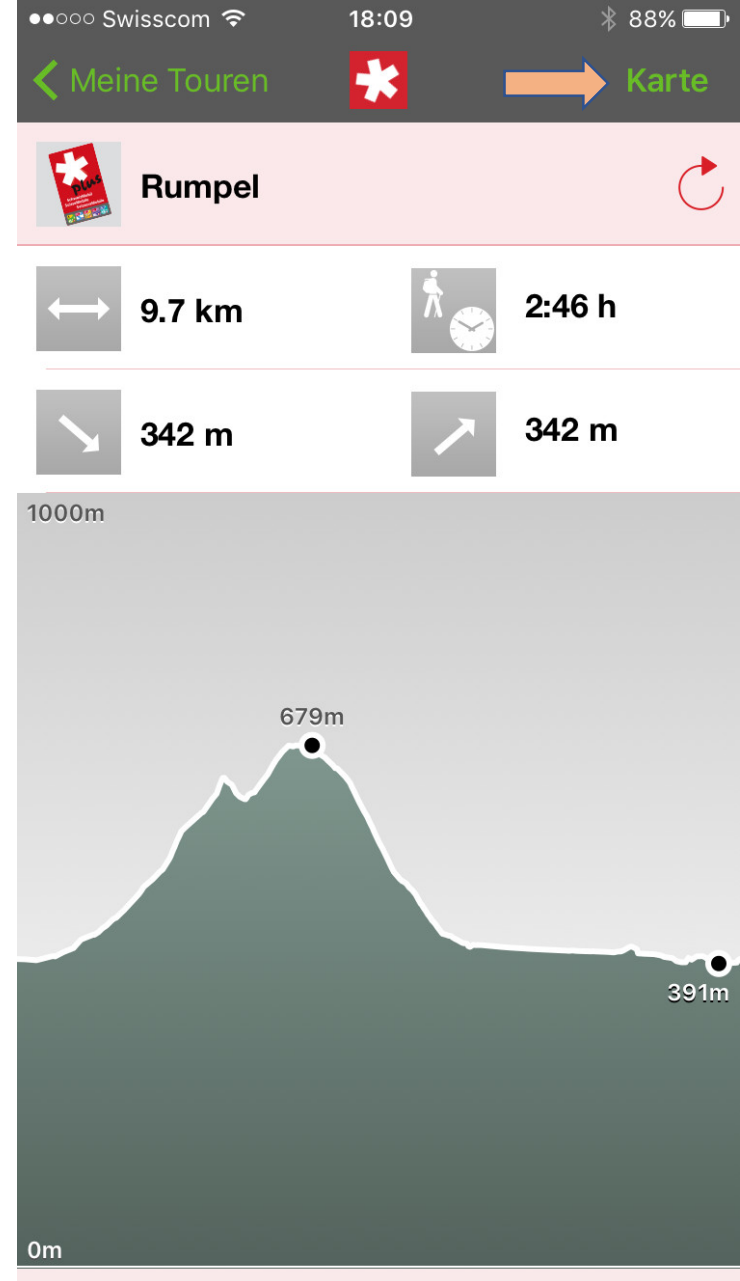 Swisscom 18:09 88%
Meine Touren Karte
plus
Rumpel
9.7 km 2:46 h
342 m 342 m
1000m
679m
391m
0m